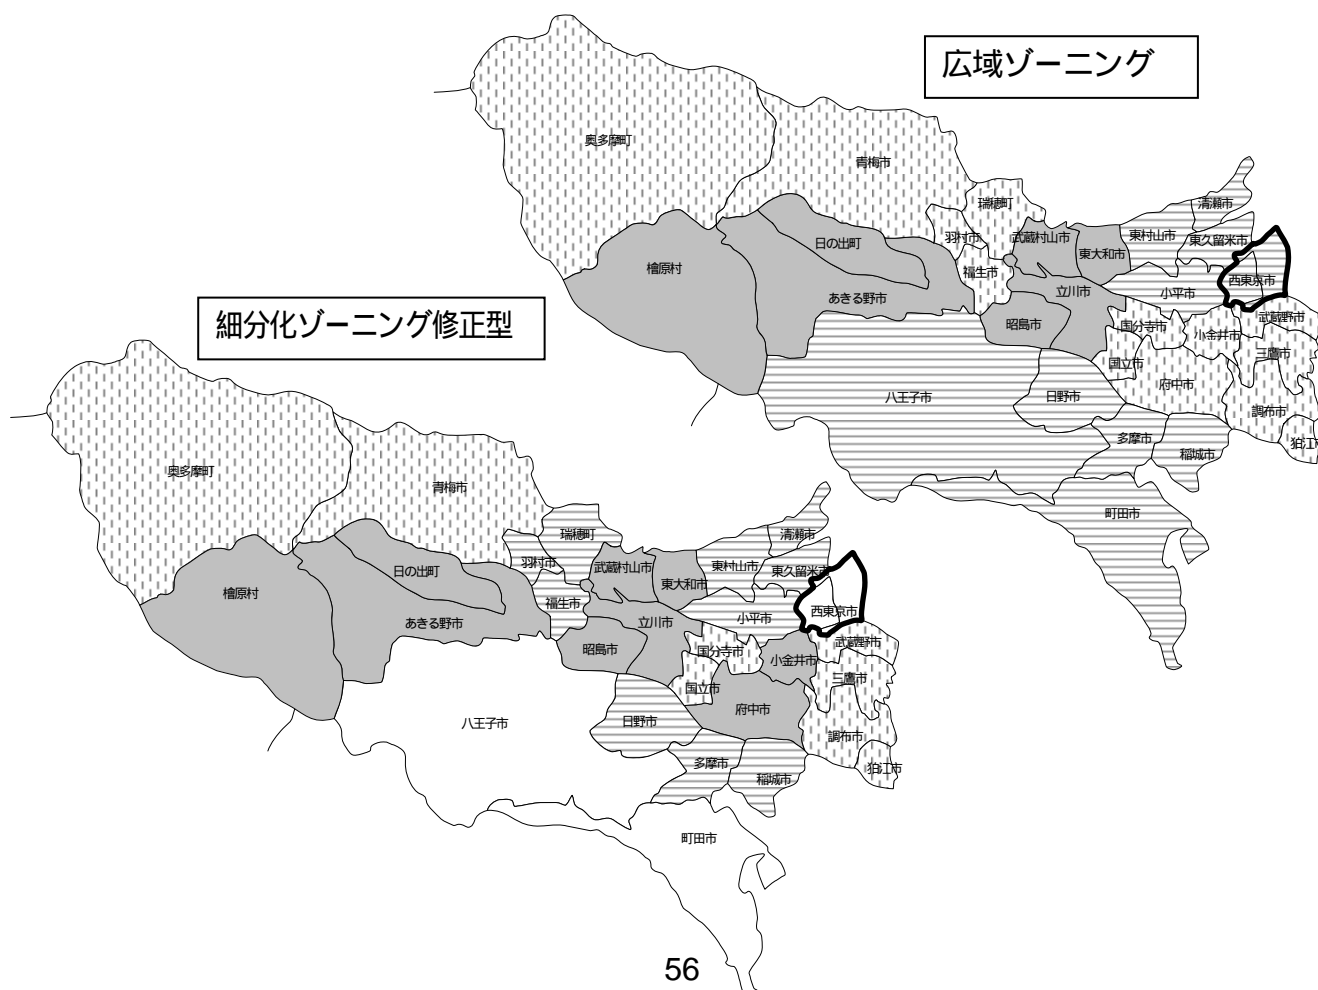 広域ゾーニング
奥多摩町
青梅市
瑞穂町
清瀬市
羽村市
武蔵村山市
東村山市
東久留米市
日の出町
東大和市
檜原村
福生市
西東京市
あきる野市
立川市
小平市
昭島市
国分寺市
小金井市
武蔵野市
国立市
三鷹市
府中市
八王子市
日野市
調布市
多摩市
稲城市
狛江
町田市
細分化ゾーニング修正型
奥多摩町
青梅市
瑞穂町
清瀬市
羽村市
武蔵村山市
東村山市
東久留米市
日の出町
東大和市
檜原村
福生市
西東京市
あきる野市
立川市
小平市
昭島市
国分寺市
小金井市
武蔵野市
国立市
三鷹市
府中市
八王子市
日野市
調布市
多摩市
稲城市
狛江市
町田市
56